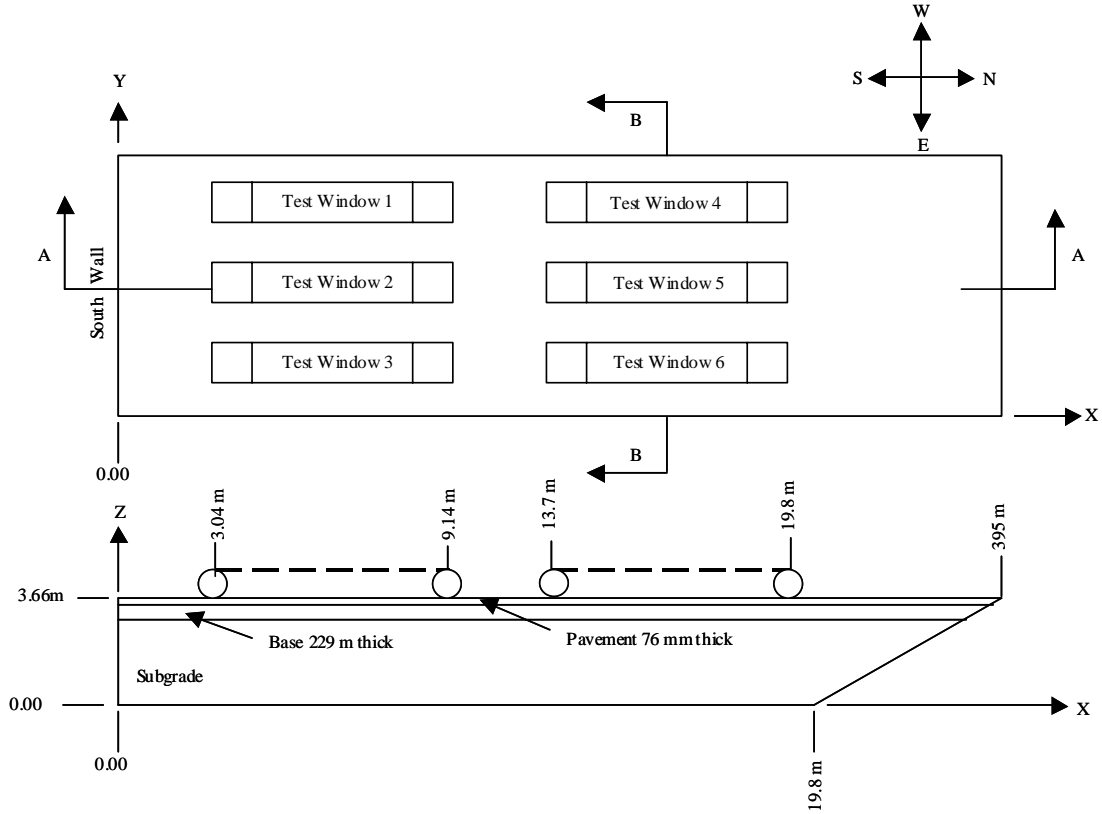 W
S
N
E
Y
B
Test Window 1
Test Window 4
A
A
South Wall
Test Window 2
Test Window 5
Test Window 3
Test Window 6
X
B
0.00
Z
3.04 m
9.14 m
13.7 m
19.8 m
395 m
3.66m
Base 229 m thick
Pavement 76 mm thick
Subgrade
0.00
X
0.00
19.8 m